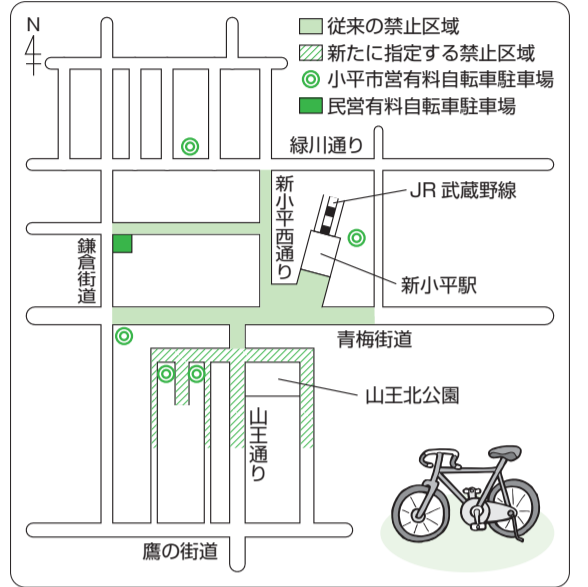 N
従来の禁止区域
新たに指定する禁止区域
小平市営有料自転車駐車場
民営有料自転車駐車場
緑川通り
新小平西通り
JR 武蔵野線
鎌倉街道
新小平駅
青梅街道
山王北公園
山王通り
鷹の街道